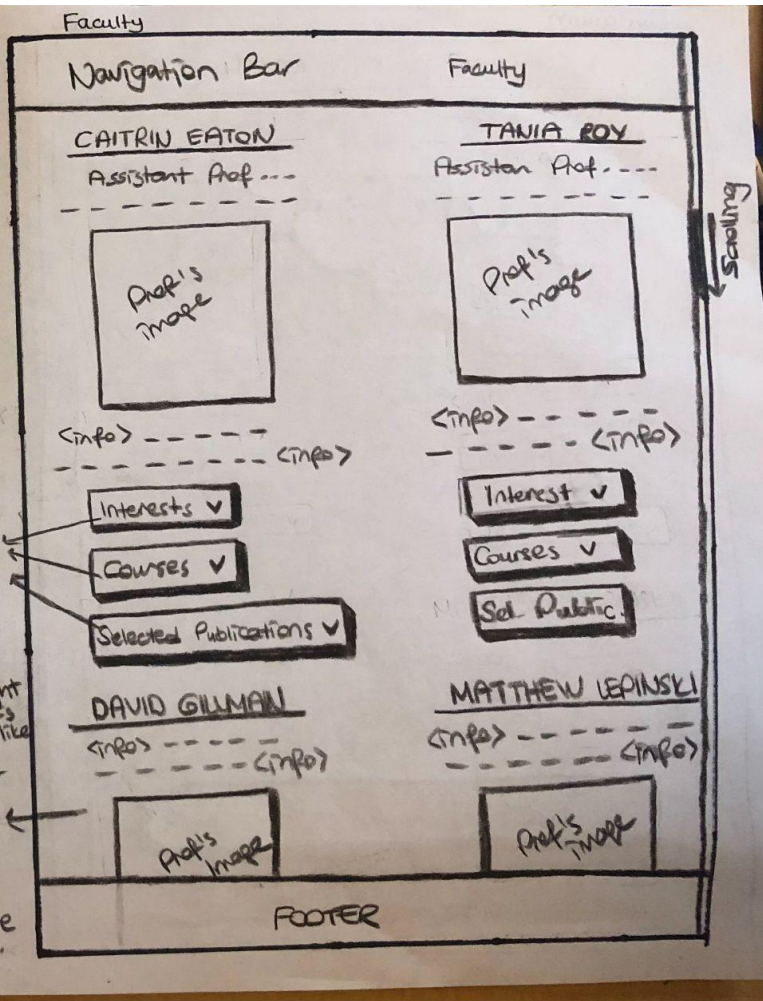 Faculty
Navigation Bar Faculty
CAITRIN EATON
Assistant Prof ---
Prof's
image
<info>
<info>
Interests
Courses
Selected Publications
TANIA ROY
Assistan Prof. ----
Prof's
image
<info>
<info>
Interest
Courses
Sel Public.
Scrolling
DAVID GILLMAN
<info>
<info>
Prof's
image
MATTHEW LEPINSKI
<info>
<info>
Prof's
image
like
FOOTER